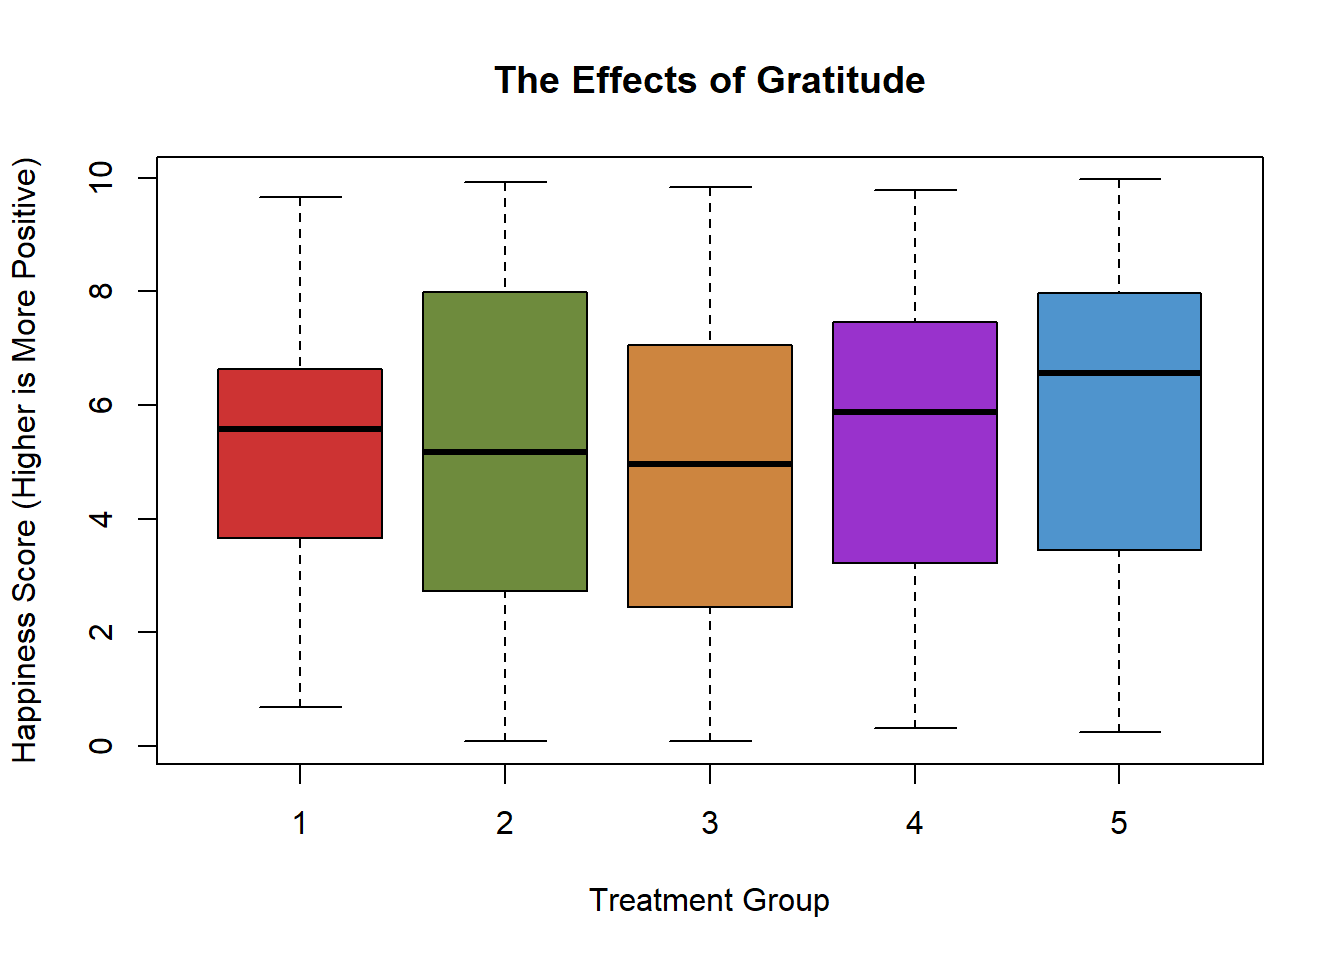 The Effects of Gratitude
Happiness Score (Higher is More Positive)
10
8
6
4
2
0
1 2 3 4 5
Treatment Group